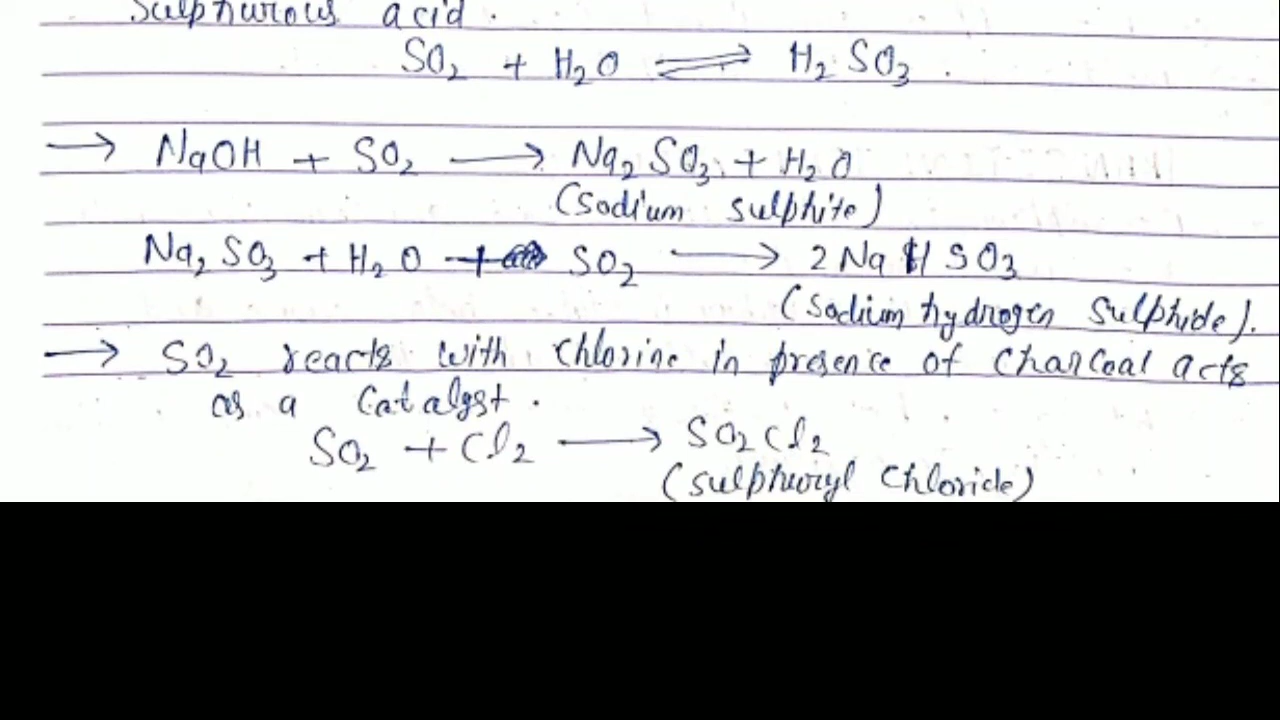 Sulphurous acid.
SO₂ + H₂O ⇌ H₂SO₃.
→ NaOH + SO₂ → Na₂SO₃ + H₂O
(Sodium sulphite)
Na₂SO₃ + H₂O + SO₂ → 2NaHSO₃
(Sodium hydrogen sulphide).
→ SO₂ reacts with chlorine in presence of charcoal acts
as a catalyst.
SO₂ + Cl₂ → SO₂Cl₂
(sulphuryl chloride)